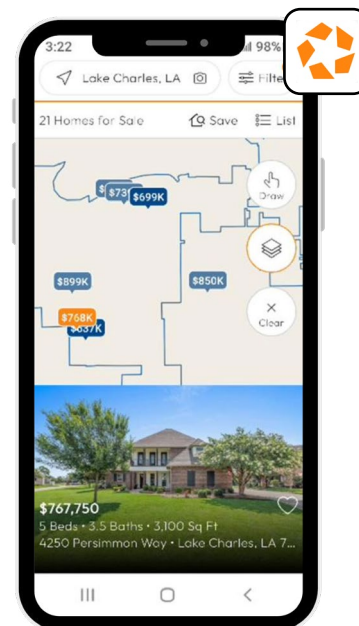 3:22 98%
Lake Charles, LA Filte
21 Homes for Sale Save List
$699K
Draw
$899K
$850K
$768K
$637K
Clear
$767,750
5 Beds • 3.5 Baths • 3,100 Sq Ft
4250 Persimmon Way • Lake Charles, LA 7...